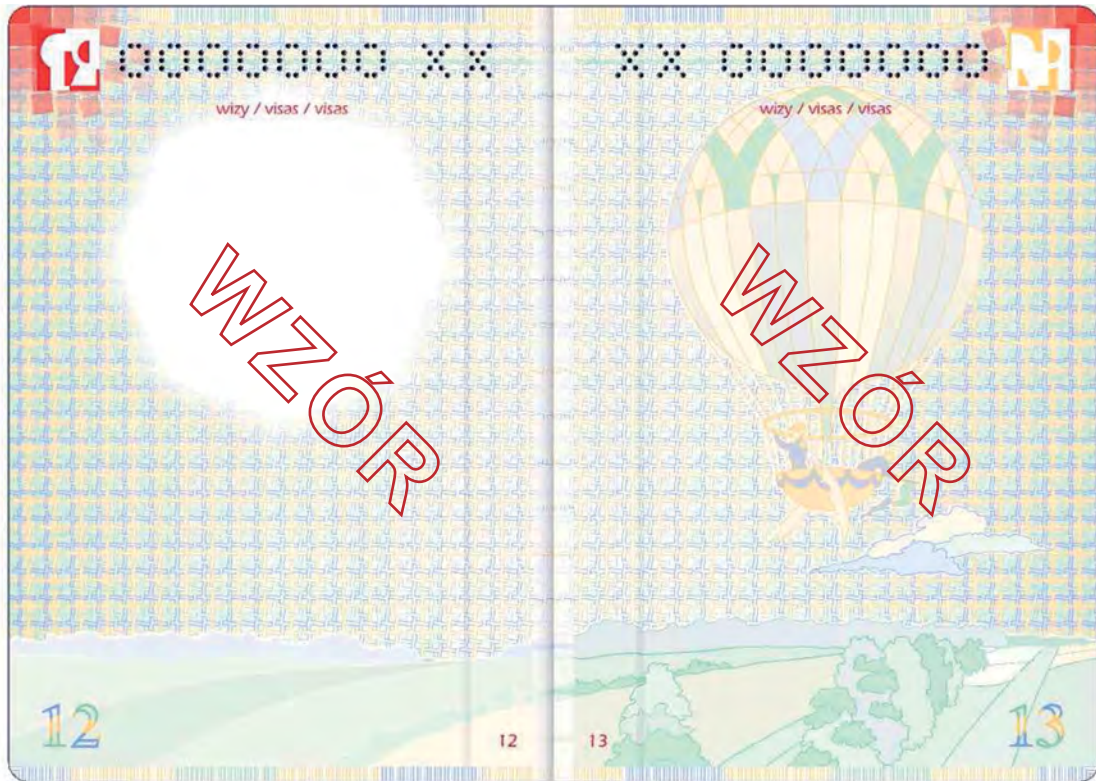 0000000 XX
wizy / visas / visas
WZÓR
12
12
XX 0000000
wizy / visas / visas
WZÓR
13
13